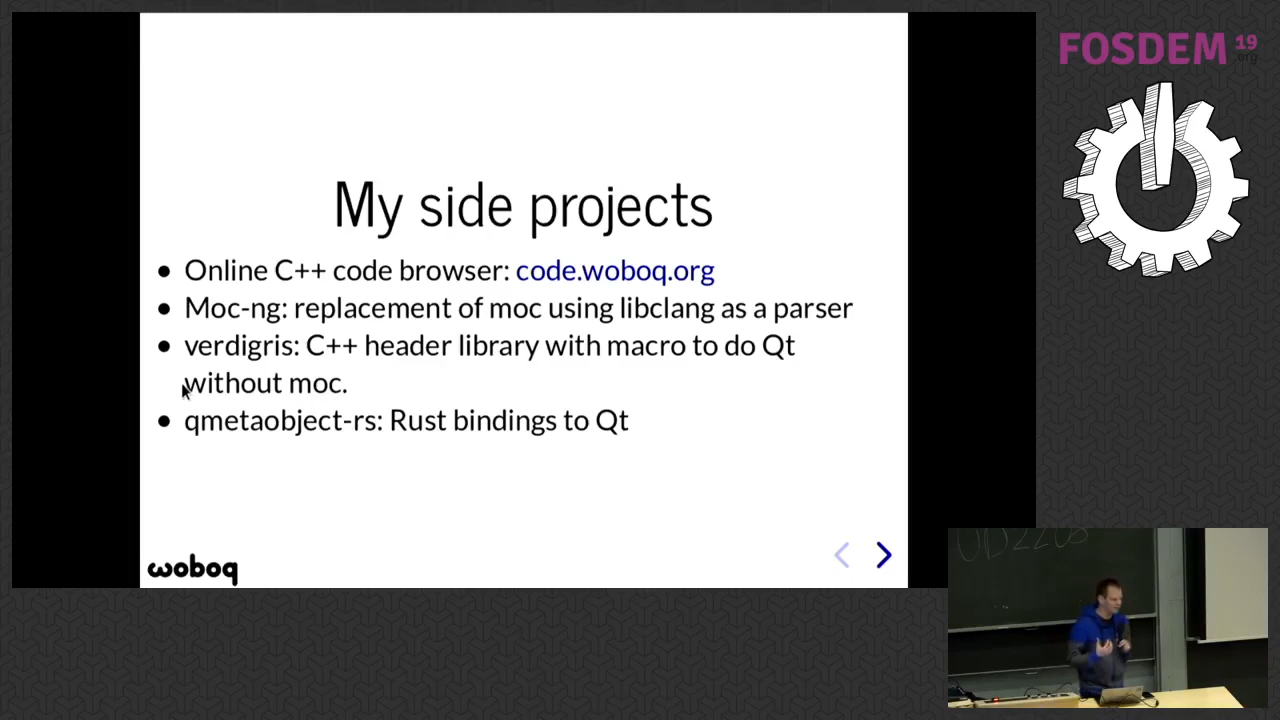 FOSDEM 19
.org
My side projects
• Online C++ code browser: code.woboq.org
• Moc-ng: replacement of moc using libclang as a parser
• verdigris: C++ header library with macro to do Qt
without moc.
• qmetaobject-rs: Rust bindings to Qt
woboq